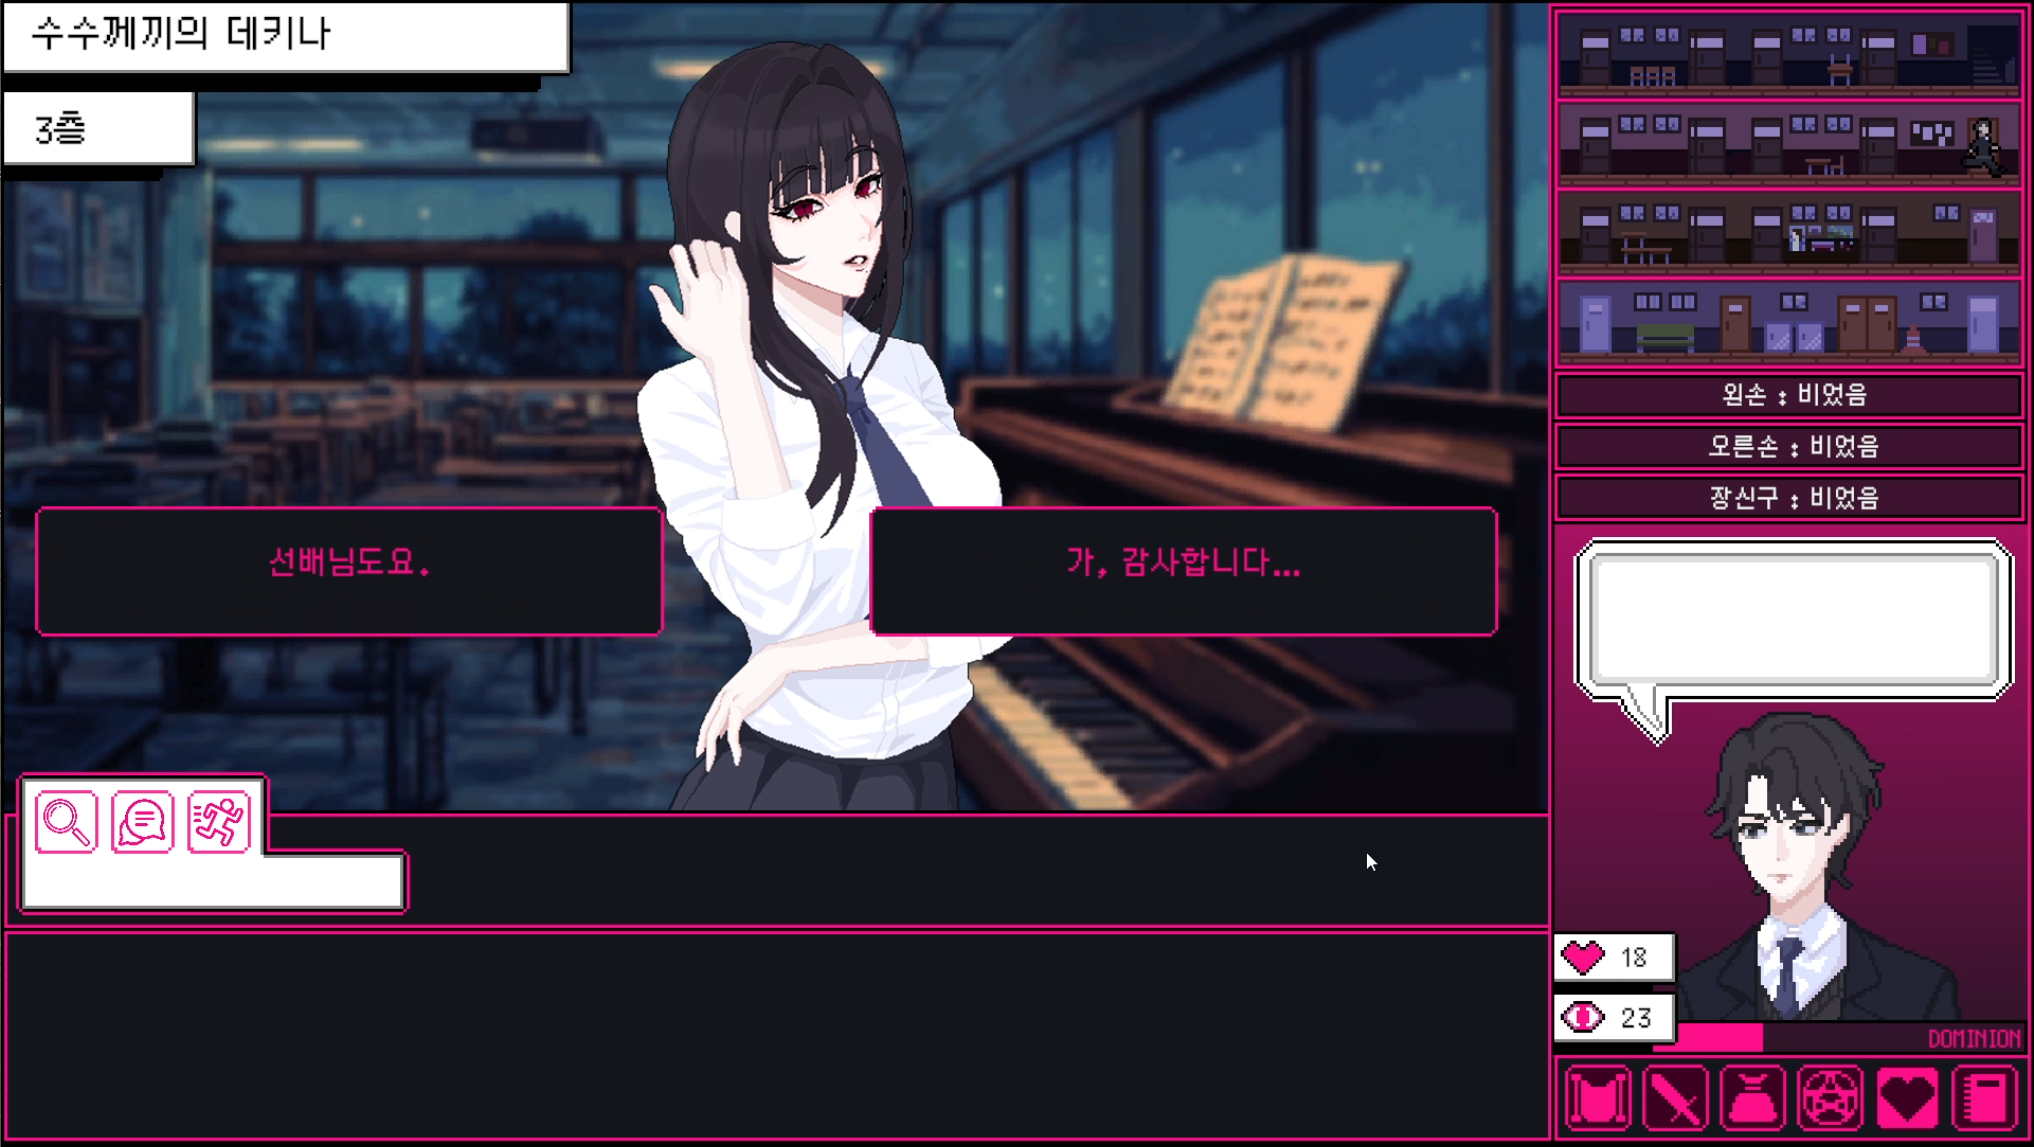 수수께끼의 데키나
3층
선배님도요.
가, 감사합니다...
왼손 : 비었음
오른손 : 비었음
장신구 : 비었음
18
23
DOMINION